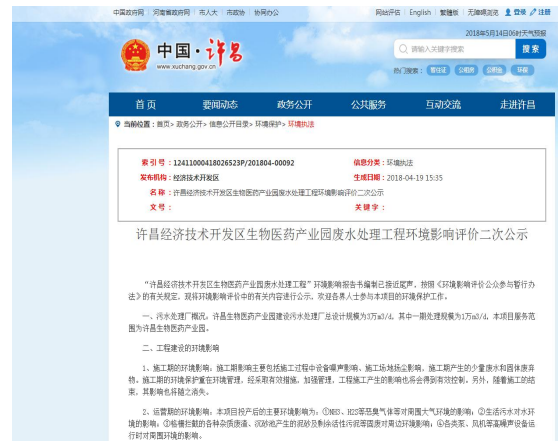 中国政府网 | 河南省政府网 | 市人大 | 市政协 | 协同办公
网站评估 | English | 繁體版 | 无障碍浏览 登录 注册
2018年5月14日06时天气预报
中国·许昌
www.xuchang.gov.cn
请输入关键字搜索
搜索
热门搜索： 暂住证 公租房 公积金 环保
首页 要闻动态 政务公开 公共服务 互动交流 走进许昌
当前位置：首页> 政务公开> 信息公开目录> 环境保护> 环境执法
索 引 号：12411000418026523P/201804-00092 信息分类：环境执法
发布机构：经济技术开发区 生成日期：2018-04-19 15:35
名 称：许昌经济技术开发区生物医药产业园废水处理工程环境影响评价二次公示
文 号： 关 键 字：
许昌经济技术开发区生物医药产业园废水处理工程环境影响评价二次公示
“许昌经济技术开发区生物医药产业园废水处理工程”环境影响报告书编制已接近尾声，按照《环境影响评价公众参与暂行办
法》的有关规定，现将环境影响评价中的有关内容进行公示，欢迎各界人士参与本项目的环境保护工作。
一、污水处理厂概况：许昌生物医药产业园建设污水处理厂总设计规模为3万m3/d，其中一期处理规模为1万m3/d，本项目服务范
围为许昌生物医药产业园。
二、工程建设的环境影响
1、施工期的环境影响：施工期影响主要包括施工过程中设备噪声影响、施工场地扬尘影响，施工期产生的少量废水和固体废弃
物。施工期的环境保护重在环境管理，经采用有效措施，加强管理，工程施工产生的影响也将会得到有效控制。另外，随着施工的结
束，其影响也将随之消失。
2、运营期的环境影响：本项目投产后的主要环境影响为：①NH3、H2S等恶臭气体等对周围大气环境的影响；②生活污水对水环
境的影响；③格栅拦截的各种杂质废渣、沉砂池产生的泥砂及剩余活性污泥等固废对周边环境影响；④各类泵、风机等高噪声设备运
行时对周围环境的影响。